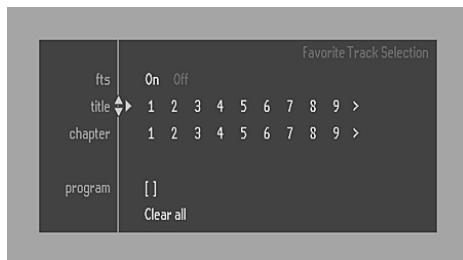 Favorite Track Selection
fts On Off
title 1 2 3 4 5 6 7 8 9 >
chapter 1 2 3 4 5 6 7 8 9 >
program [ ]
Clear all